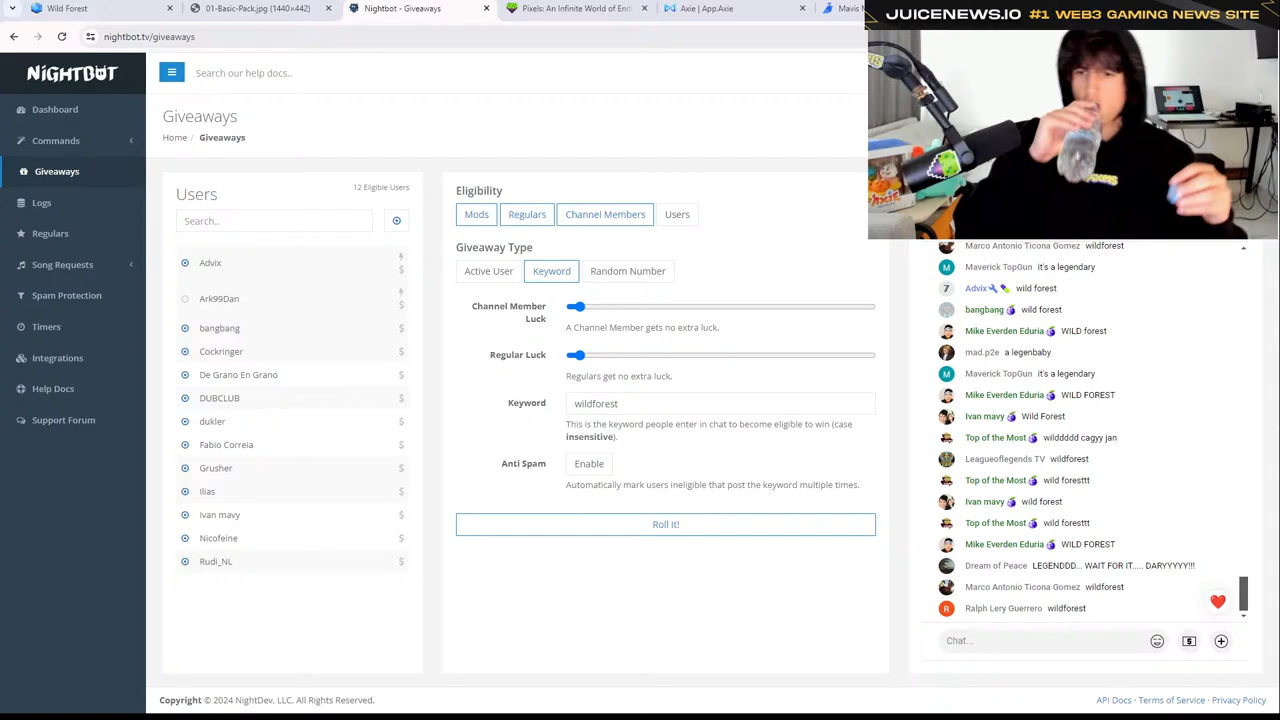 Wild Forest
01-Basic-Pack.jpg (1440×442)
Nightbot - Giveaways
Pixels: An Infinite World of End
Axie | App.Axie
Mavis M
JUICENEWS.IO #1 WEB3 GAMING NEWS SITE
nightbot.tv/giveaways
NIGHTBOT
Search our help docs..
Dashboard
Commands
Giveaways
Logs
Regulars
Song Requests
Spam Protection
Timers
Integrations
Help Docs
Support Forum
Giveaways
Home / Giveaways
Users
12 Eligible Users
Search..
Advix
$
Ark99Dan
$
bangbang $
Cockringer $
De Grano En Grano $
DUBCLUB $
dukler $
Fabio Correia $
Grusher $
Ilias $
Ivan mavy $
Nicofeine $
Rudi_NL $
Eligibility
Mods Regulars Channel Members Users
Giveaway Type
Active User Keyword Random Number
Channel Member
Luck
A Channel Member gets no extra luck.
Regular Luck
Regulars get no extra luck.
Keyword wildforest
This is the keyword people enter in chat to become eligible to win (case
insensitive).
Anti Spam Enable
Automatically mark users ineligible that post the keyword multiple times.
Roll It!
Marco Antonio Ticona Gomez wildforest
M Maverick TopGun it's a legendary
Advix wild forest
bangbang wild forest
Mike Everden Eduria WILD forest
mad.p2e a legenbaby
M Maverick TopGun it's a legendary
Mike Everden Eduria WILD FOREST
Ivan mavy Wild Forest
Top of the Most wilddddd cagyy jan
Leagueoflegends TV wildforest
Top of the Most wild foresttt
Ivan mavy wild forest
Top of the Most wild foresttt
Mike Everden Eduria WILD FOREST
Dream of Peace LEGENDDD... WAIT FOR IT..... DARYYYYY!!!
Marco Antonio Ticona Gomez wildforest
R Ralph Lery Guerrero wildforest
Chat...
Copyright © 2024 NightDev, LLC. All Rights Reserved.
API Docs · Terms of Service · Privacy Policy